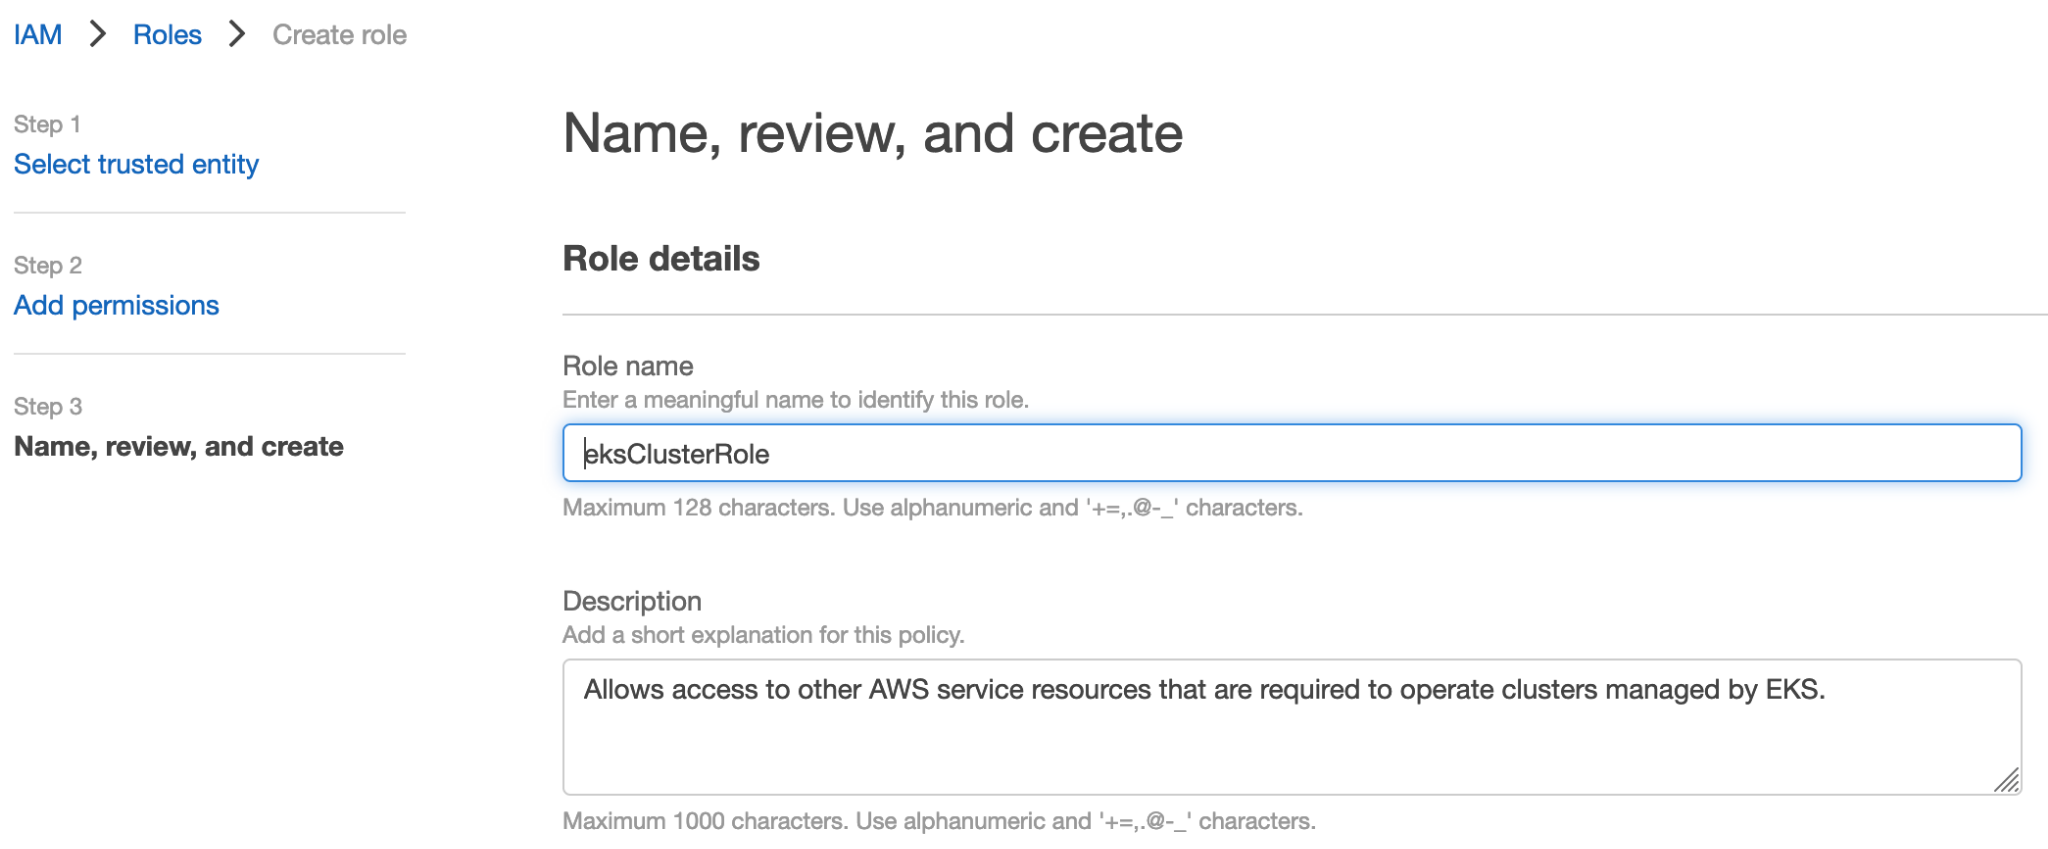 IAM > Roles > Create role
Step 1
Select trusted entity
Step 2
Add permissions
Step 3
Name, review, and create
Name, review, and create
Role details
Role name
Enter a meaningful name to identify this role.
eksClusterRole
Maximum 128 characters. Use alphanumeric and '+=,.@-_' characters.
Description
Add a short explanation for this policy.
Allows access to other AWS service resources that are required to operate clusters managed by EKS.
Maximum 1000 characters. Use alphanumeric and '+=,.@-_' characters.